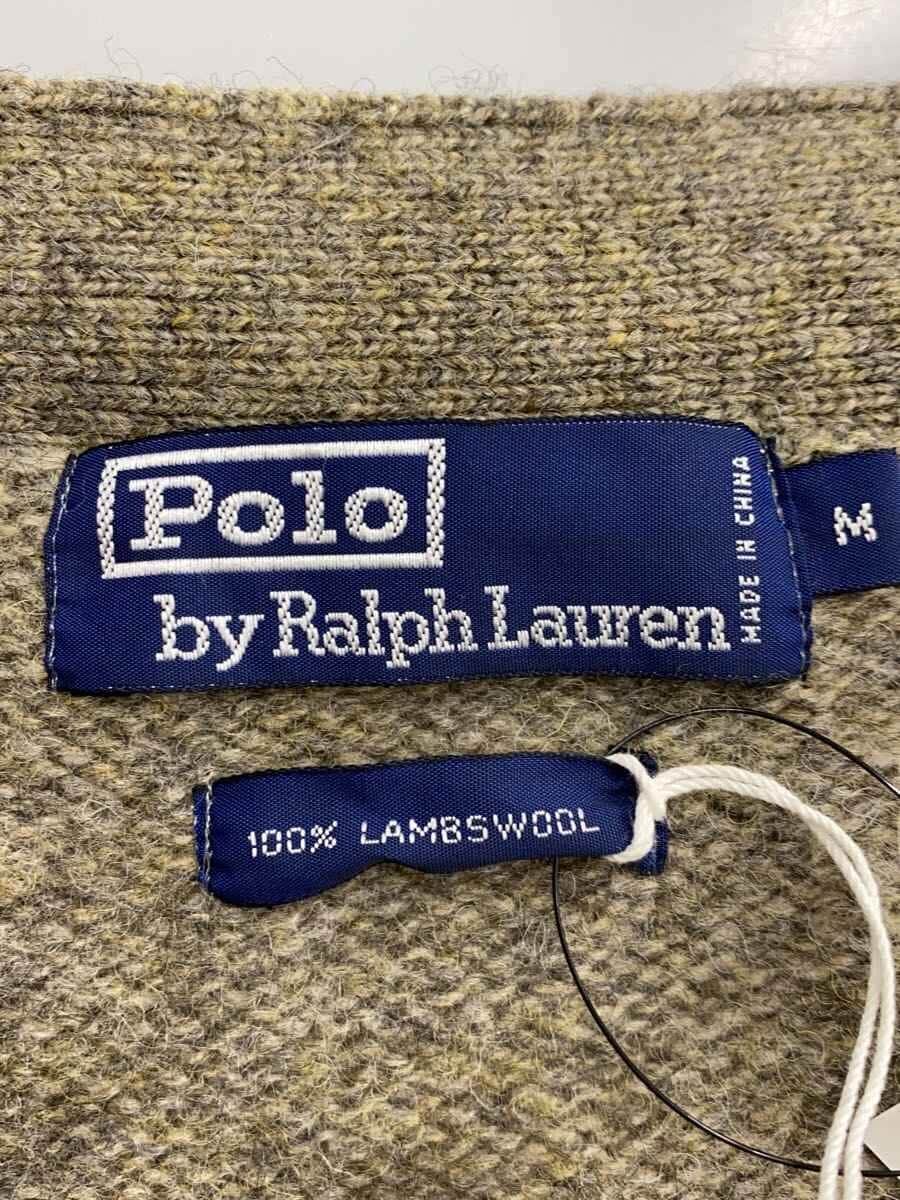 Polo
by Ralph Lauren
MADE IN CHINA
M
100% LAMBSWOOL